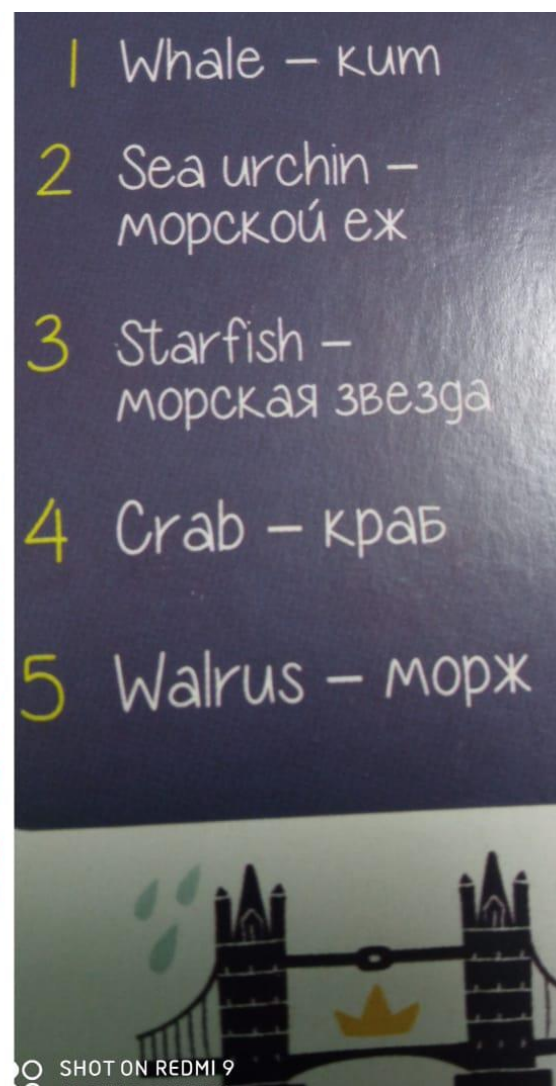 1 Whale – кит
2 Sea urchin –
морской еж
3 Starfish –
морская звезда
4 Crab – краб
5 Walrus – морж
SHOT ON REDMI 9